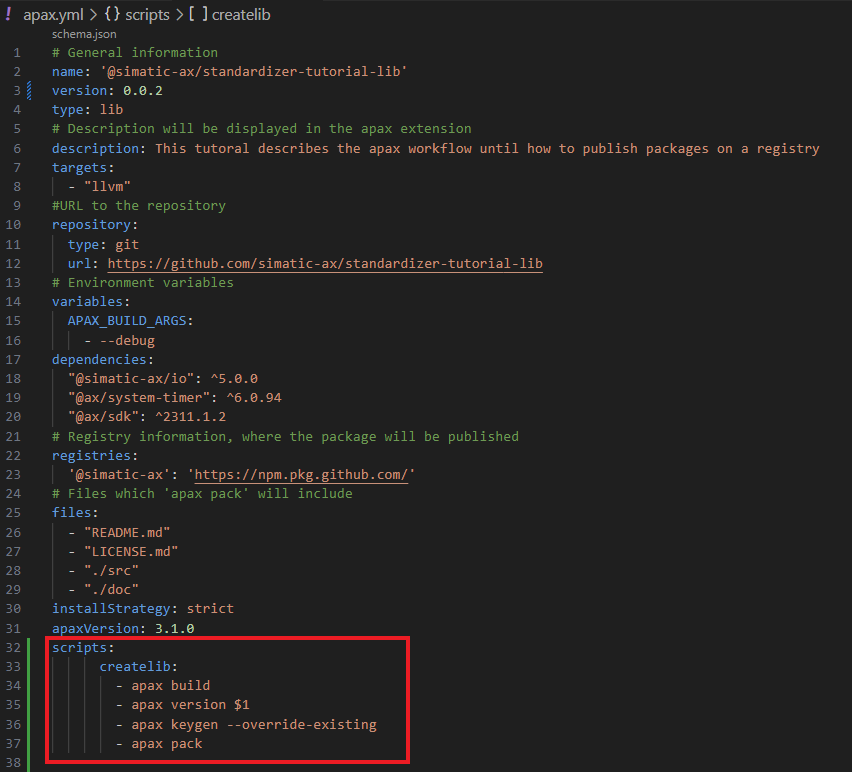 ! apax.yml > {} scripts > [ ] createlib
schema.json
1 # General information
2 name: '@simatic-ax/standardizer-tutorial-lib'
3 version: 0.0.2
4 type: lib
5 # Description will be displayed in the apax extension
6 description: This tutoral describes the apax workflow until how to publish packages on a registry
7 targets:
8 - "llvm"
9 #URL to the repository
10 repository:
11 type: git
12 url: https://github.com/simatic-ax/standardizer-tutorial-lib
13 # Environment variables
14 variables:
15 APAX_BUILD_ARGS:
16 - --debug
17 dependencies:
18 "@simatic-ax/io": ^5.0.0
19 "@ax/system-timer": ^6.0.94
20 "@ax/sdk": ^2311.1.2
21 # Registry information, where the package will be published
22 registries:
23 '@simatic-ax': 'https://npm.pkg.github.com/'
24 # Files which 'apax pack' will include
25 files:
26 - "README.md"
27 - "LICENSE.md"
28 - "./src"
29 - "./doc"
30 installStrategy: strict
31 apaxVersion: 3.1.0
32 scripts:
33 createlib:
34 - apax build
35 - apax version $1
36 - apax keygen --override-existing
37 - apax pack
38